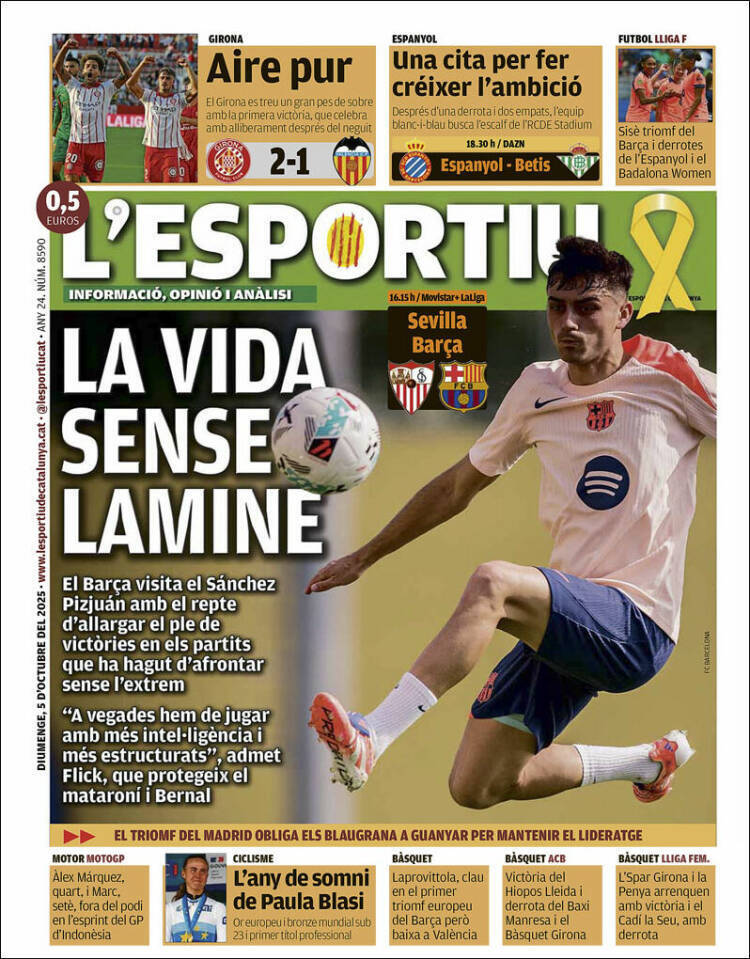 GIRONA
Aire pur
El Girona es treu un gran pes de sobre
amb la primera victòria, que celebra
amb alliberament després del neguit
2-1
ESPANYOL
Una cita per fer
créixer l'ambició
Després d'una derrota i dos empats, l'equip
blanc-i-blau busca l'escalf de l'RCDE Stadium
18.30 h / DAZN
Espanyol - Betis
FUTBOL LLIGA F
Sisè triomf del
Barça i derrotes
de l'Espanyol i el
Badalona Women
0,5
EUROS
L'ESPORTIU
INFORMACIÓ, OPINIÓ I ANÀLISI
DIUMENGE, 5 D'OCTUBRE DEL 2025 · www.lesportiudecatalunya.cat · @lesportiucat · ANY 24. NÚM. 8590
16.15 h / Movistar+ LaLiga
Sevilla
Barça
LA VIDA
SENSE
LAMINE
El Barça visita el Sánchez
Pizjuán amb el repte
d'allargar el ple de
victòries en els partits
que ha hagut d'afrontar
sense l'extrem
“A vegades hem de jugar
amb més intel·ligència i
més estructurats”, admet
Flick, que protegeix el
mataroní i Bernal
FC BARCELONA
EL TRIOMF DEL MADRID OBLIGA ELS BLAUGRANA A GUANYAR PER MANTENIR EL LIDERATGE
MOTOR MOTOGP
Àlex Márquez,
quart, i Marc,
setè, fora del podi
en l'esprint del GP
d'Indonèsia
CICLISME
L'any de somni
de Paula Blasi
Or europeu i bronze mundial sub
23 i primer títol professional
BÀSQUET
Laprovittola, clau
en el primer
triomf europeu
del Barça però
baixa a València
BÀSQUET ACB
Victòria del
Hiopos Lleida i
derrota del Baxi
Manresa i el
Bàsquet Girona
BÀSQUET LLIGA FEM.
L'Spar Girona i la
Penya arrenquen
amb victòria i el
Cadí la Seu, amb
derrota